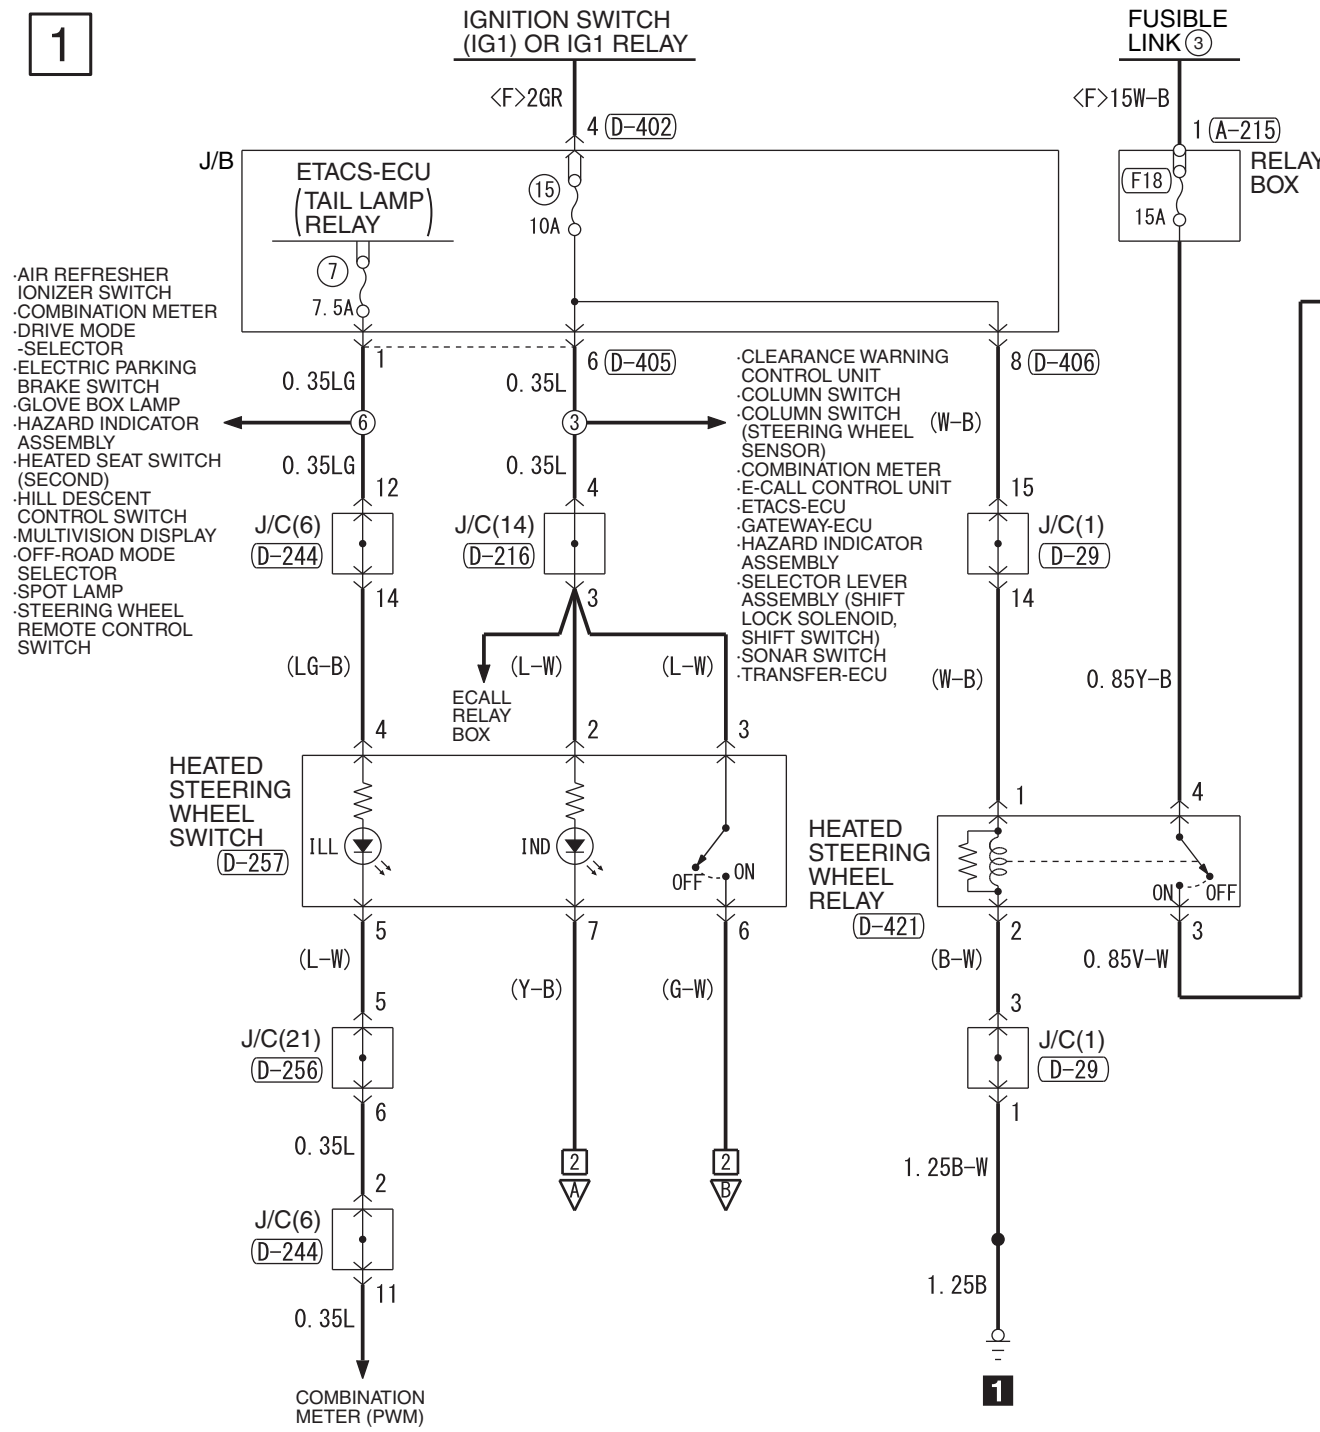 1
IGNITION SWITCH
(IG1) OR IG1 RELAY
FUSIBLE
LINK 3
<F>2GR
<F>15W-B
4 D-402
1 A-215
J/B
ETACS-ECU
(TAIL LAMP
RELAY)
15
10A
RELAY
BOX
F18
15A
7
7.5A
·AIR REFRESHER
IONIZER SWITCH
·COMBINATION METER
·DRIVE MODE
-SELECTOR
·ELECTRIC PARKING
BRAKE SWITCH
·GLOVE BOX LAMP
·HAZARD INDICATOR
ASSEMBLY
·HEATED SEAT SWITCH
(SECOND)
·HILL DESCENT
CONTROL SWITCH
·MULTIVISION DISPLAY
·OFF-ROAD MODE
SELECTOR
·SPOT LAMP
·STEERING WHEEL
REMOTE CONTROL
SWITCH
1
6 D-405
8 D-406
0.35LG
0.35L
6
3
(W-B)
·CLEARANCE WARNING
CONTROL UNIT
·COLUMN SWITCH
·COLUMN SWITCH
(STEERING WHEEL
SENSOR)
·COMBINATION METER
·E-CALL CONTROL UNIT
·ETACS-ECU
·GATEWAY-ECU
·HAZARD INDICATOR
ASSEMBLY
·SELECTOR LEVER
ASSEMBLY (SHIFT
LOCK SOLENOID,
SHIFT SWITCH)
·SONAR SWITCH
·TRANSFER-ECU
0.35LG
0.35L
12
4
15
J/C(6)
D-244
J/C(14)
D-216
J/C(1)
D-29
14
3
14
(LG-B)
(L-W)
(L-W)
(W-B)
0.85Y-B
ECALL
RELAY
BOX
4
2
3
1
4
HEATED
STEERING
WHEEL
SWITCH
D-257
ILL
IND
OFF
ON
HEATED
STEERING
WHEEL
RELAY
D-421
ON
OFF
5
7
6
2
3
(L-W)
(Y-B)
(G-W)
(B-W)
0.85V-W
5
3
J/C(21)
D-256
J/C(1)
D-29
6
1
0.35L
2
A
2
B
1.25B-W
2
J/C(6)
D-244
11
0.35L
1.25B
COMBINATION
METER (PWM)
1